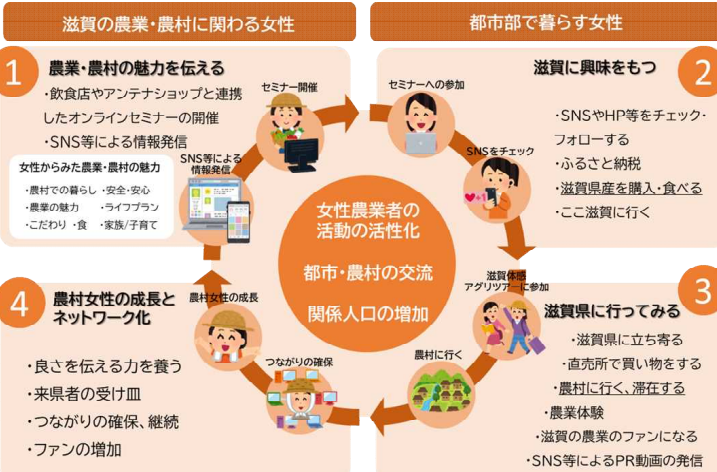 滋賀の農業・農村に関わる女性
都市部で暮らす女性
1
農業・農村の魅力を伝える
・飲食店やアンテナショップと連携
したオンラインセミナーの開催
・SNS等による情報発信
女性からみた農業・農村の魅力
・農村での暮らし ・安全・安心
・農業の魅力 ・ライフプラン
・こだわり ・食 ・家族/子育て
セミナー開催
SNS等による
情報発信
セミナーへの参加
SNSをチェック
+1
2
滋賀に興味をもつ
・SNSやHP等をチェック・
フォローする
・ふるさと納税
・滋賀県産を購入・食べる
・ここ滋賀に行く
女性農業者の
活動の活性化
都市・農村の交流
関係人口の増加
3
滋賀県に行ってみる
・滋賀県に立ち寄る
・直売所で買い物をする
・農村に行く、滞在する
・農業体験
・滋賀の農業のファンになる
・SNS等によるPR動画の発信
滋賀体感
アグリツアーに参加
農村に行く
つながりの確保
農村女性の成長
4
農村女性の成長と
ネットワーク化
・良さを伝える力を養う
・来県者の受け皿
・つながりの確保、継続
・ファンの増加